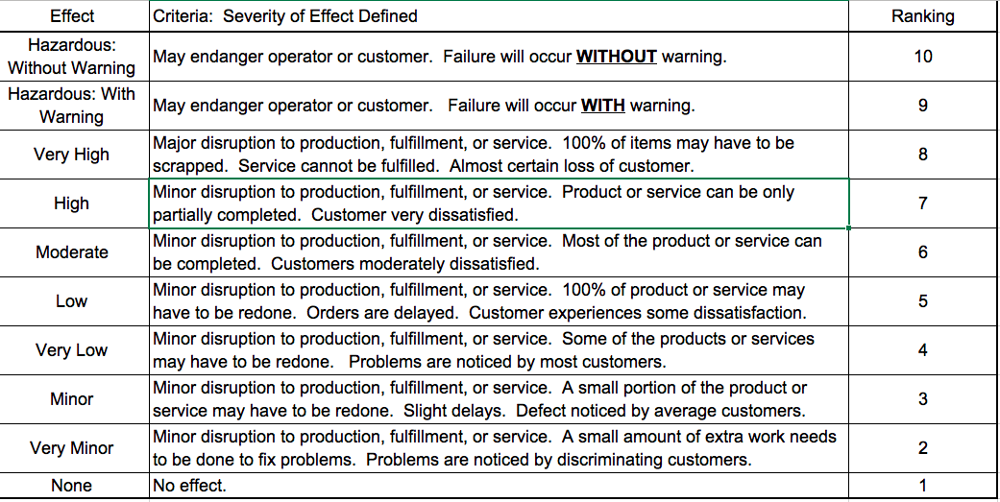 Effect Criteria: Severity of Effect Defined Ranking
Hazardous:
Without Warning
May endanger operator or customer. Failure will occur WITHOUT warning.
10
Hazardous: With
Warning
May endanger operator or customer. Failure will occur WITH warning.
9
Very High
Major disruption to production, fulfillment, or service. 100% of items may have to be
scrapped. Service cannot be fulfilled. Almost certain loss of customer.
8
High
Minor disruption to production, fulfillment, or service. Product or service can be only
partially completed. Customer very dissatisfied.
7
Moderate
Minor disruption to production, fulfillment, or service. Most of the product or service can
be completed. Customers moderately dissatisfied.
6
Low
Minor disruption to production, fulfillment, or service. 100% of product or service may
have to be redone. Orders are delayed. Customer experiences some dissatisfaction.
5
Very Low
Minor disruption to production, fulfillment, or service. Some of the products or services
may have to be redone. Problems are noticed by most customers.
4
Minor
Minor disruption to production, fulfillment, or service. A small portion of the product or
service may have to be redone. Slight delays. Defect noticed by average customers.
3
Very Minor
Minor disruption to production, fulfillment, or service. A small amount of extra work needs
to be done to fix problems. Problems are noticed by discriminating customers.
2
None
No effect.
1